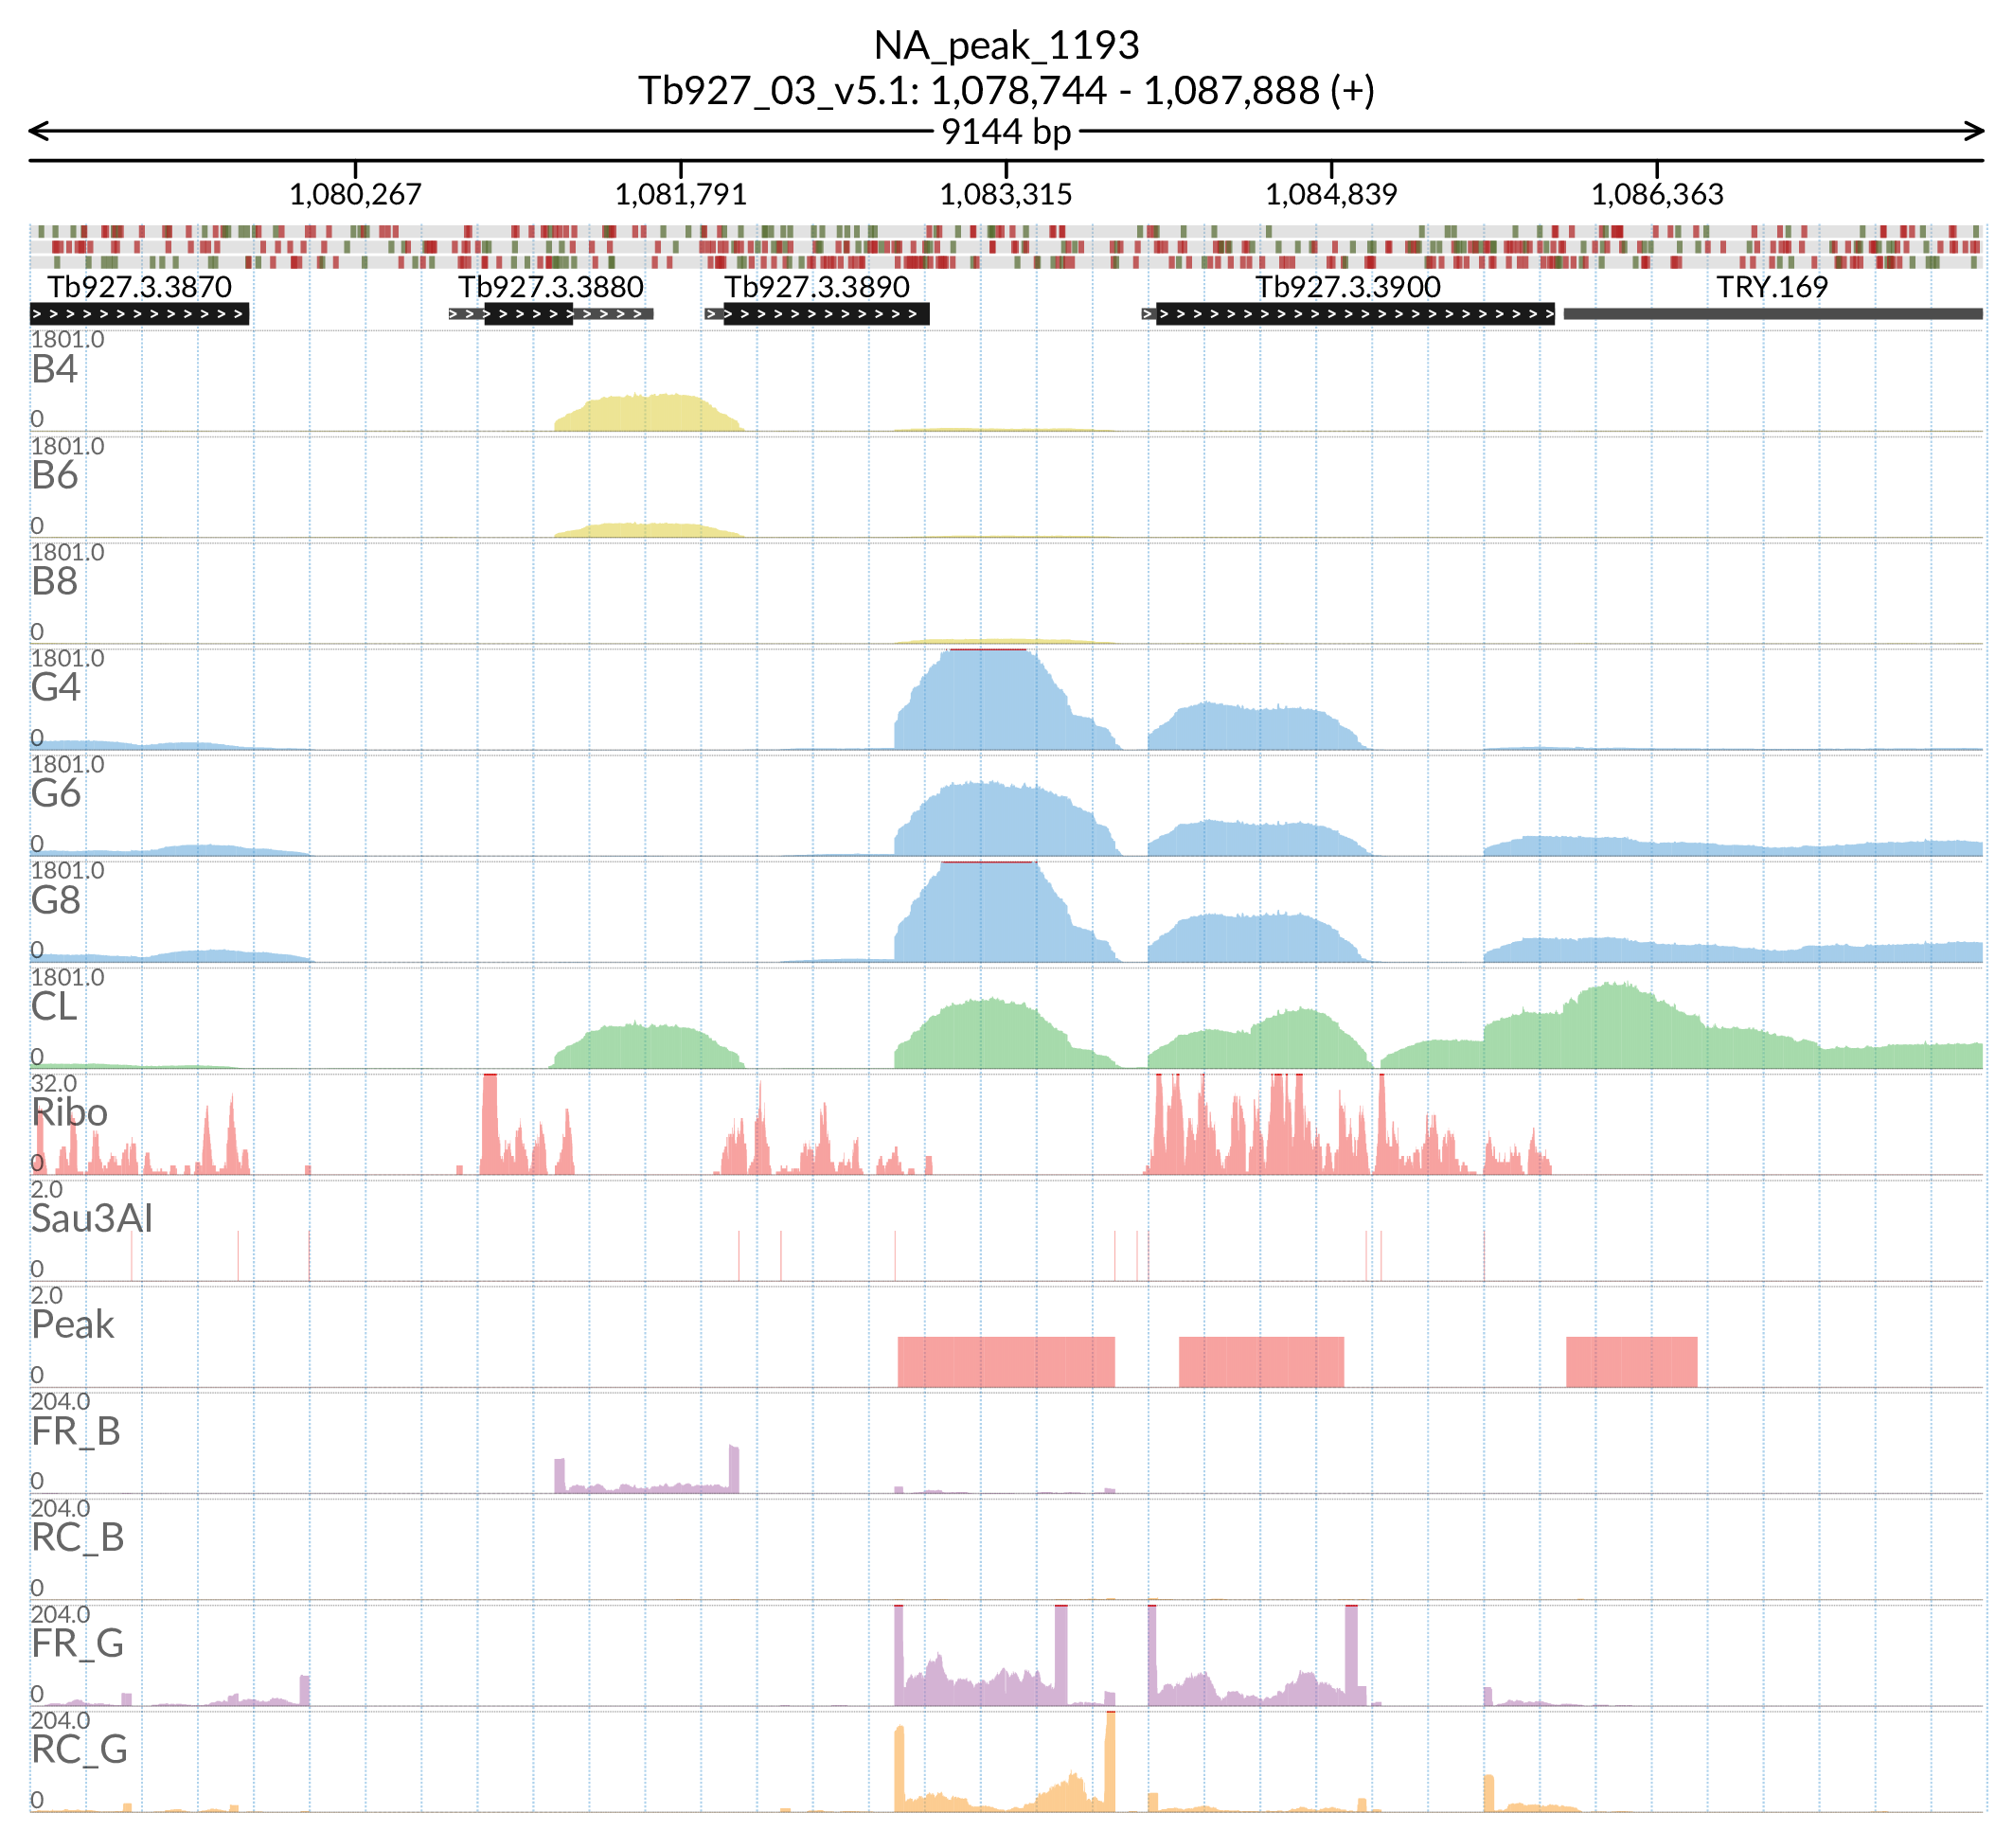 NA_peak_1193
Tb927_03_v5.1: 1,078,744 - 1,087,888 (+)
9144 bp
1,080,267 1,081,791 1,083,315 1,084,839 1,086,363
Tb927.3.3870 Tb927.3.3880 Tb927.3.3890 Tb927.3.3900 TRY.169
1801.0
B4
0
1801.0
B6
0
1801.0
B8
0
1801.0
G4
0
1801.0
G6
0
1801.0
G8
0
1801.0
CL
0
32.0
Ribo
0
2.0
Sau3AI
0
2.0
Peak
0
204.0
FR_B
0
204.0
RC_B
0
204.0
FR_G
0
204.0
RC_G
0